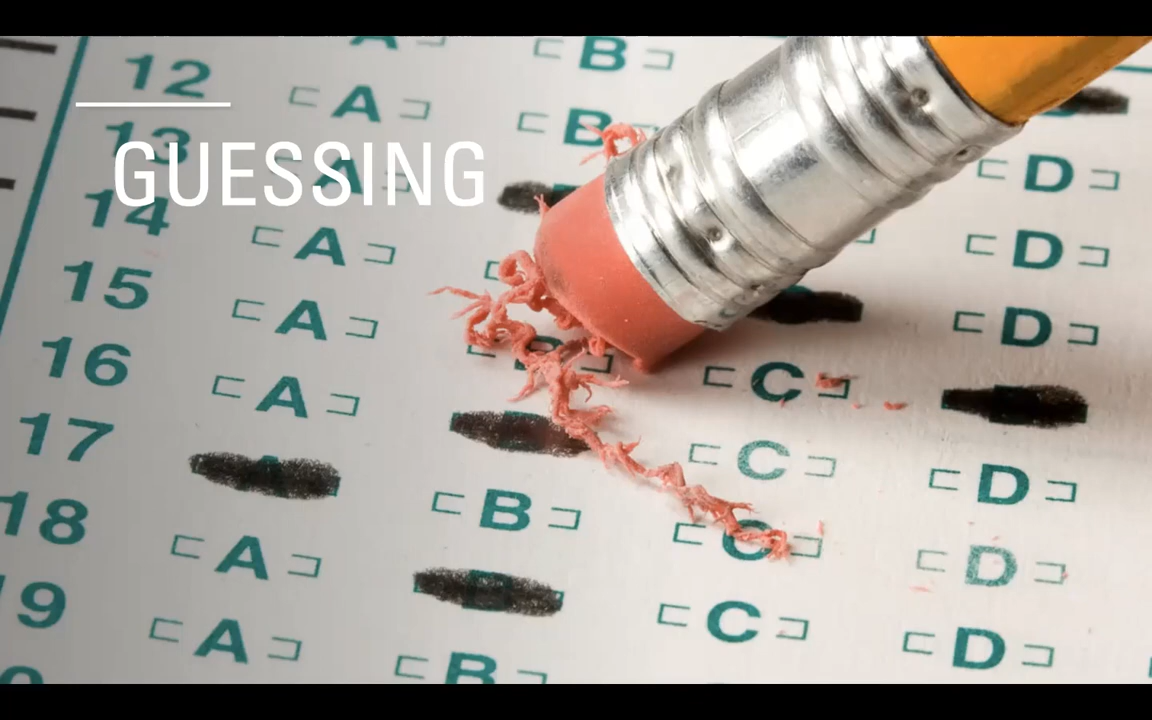 GUESSING
A B
12 A B D
13 A D
14 A D
15 A B C D
16 A C D
17 B C D
18 A C D
19 A B